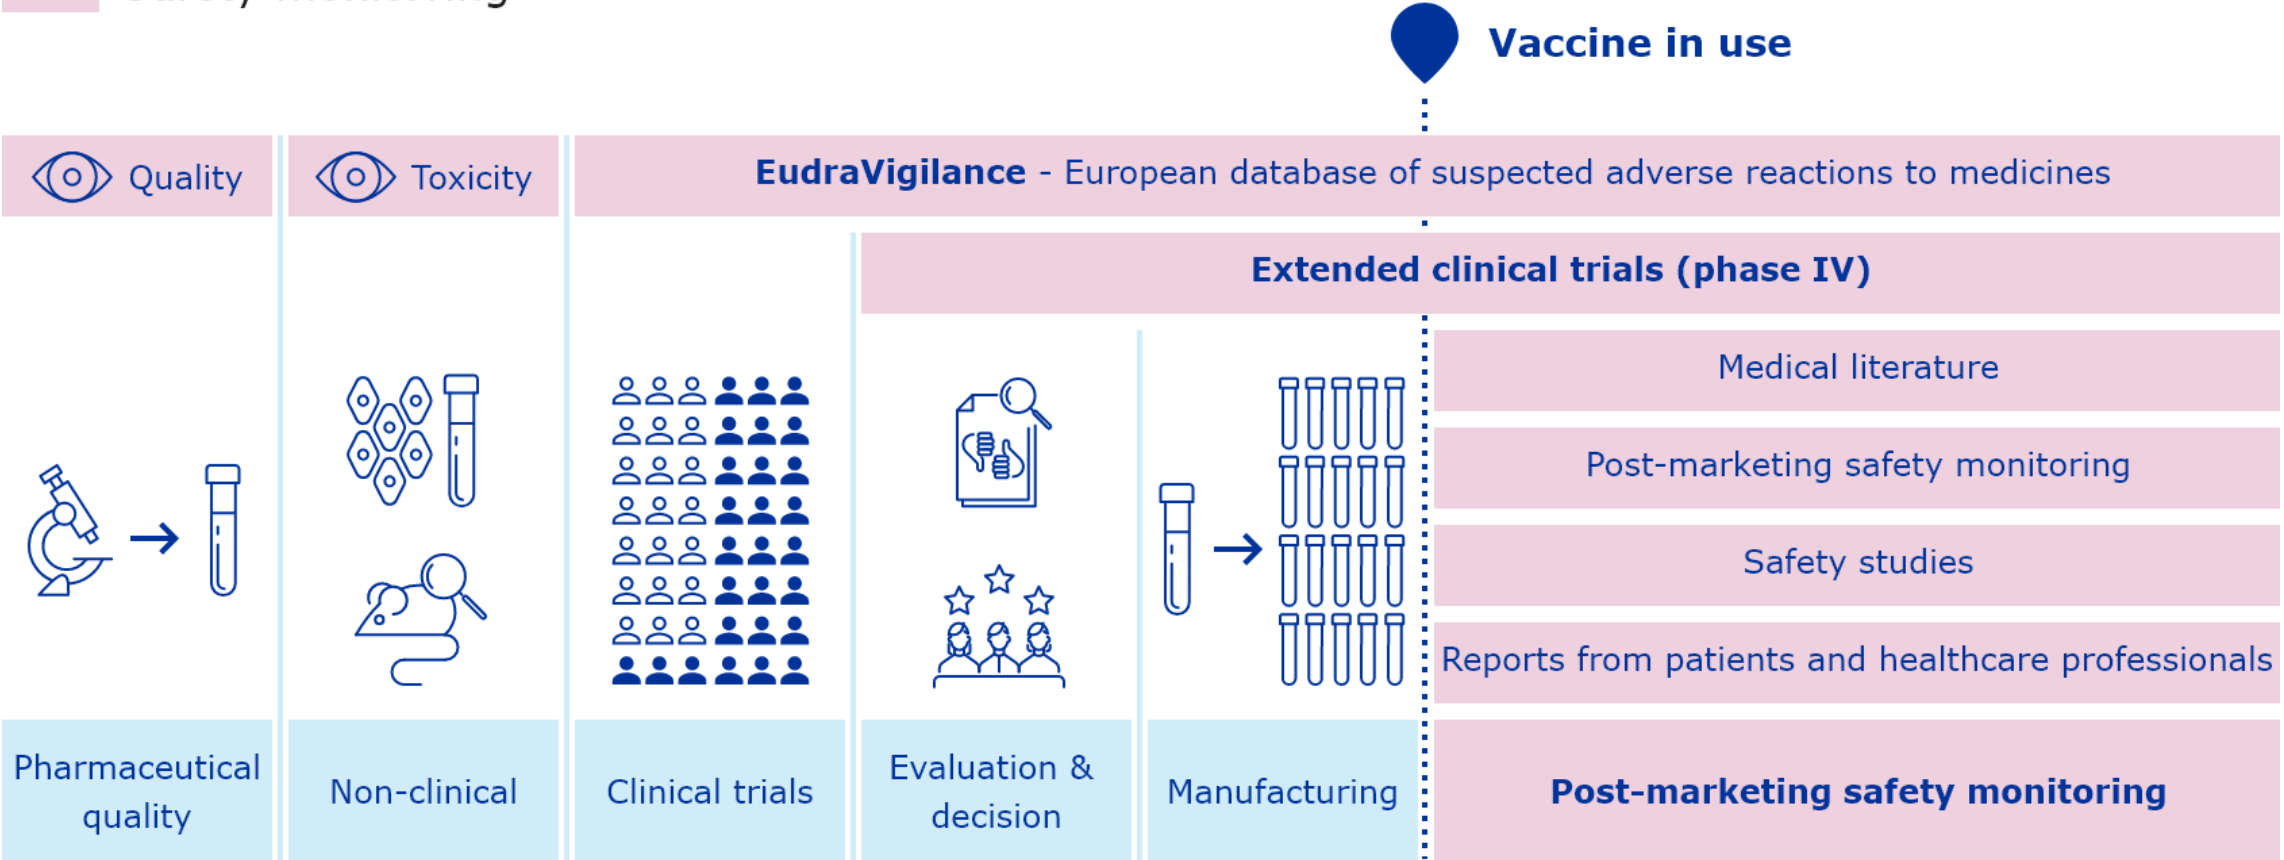 Safety monitoring
Vaccine in use
Quality
Toxicity
EudraVigilance - European database of suspected adverse reactions to medicines
Extended clinical trials (phase IV)
Medical literature
Post-marketing safety monitoring
Safety studies
Reports from patients and healthcare professionals
Pharmaceutical
quality
Non-clinical
Clinical trials
Evaluation &
decision
Manufacturing
Post-marketing safety monitoring